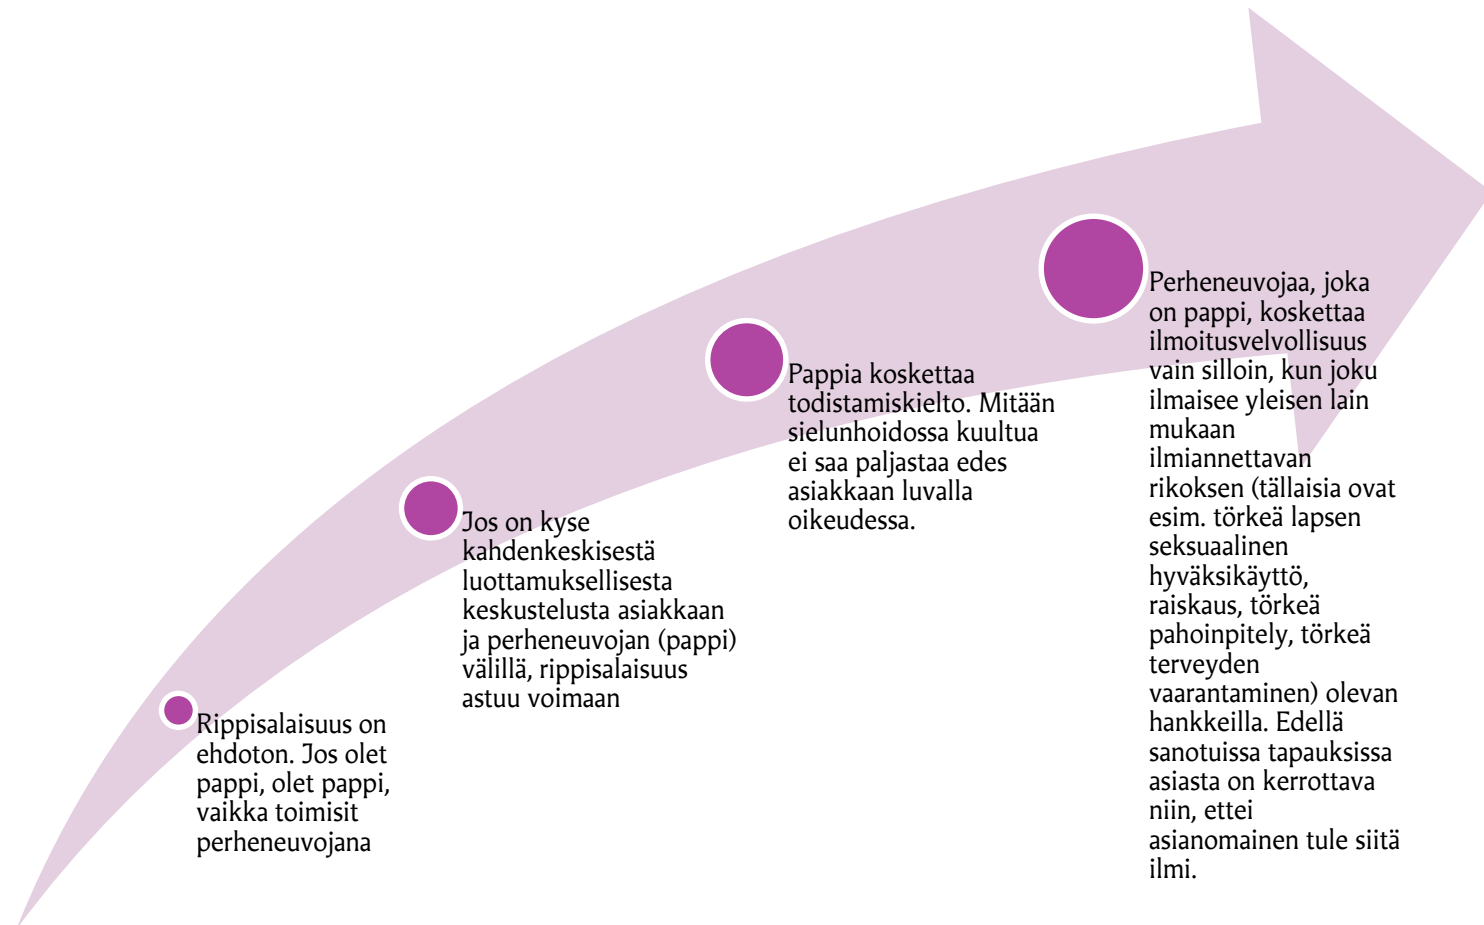 Rippisalaisuus on
ehdoton. Jos olet
pappi, olet pappi,
vaikka toimisit
perheneuvojana
Jos on kyse
kahdenkeskisestä
luottamuksellisesta
keskustelusta asiakkaan
ja perheneuvojan (pappi)
välillä, rippisalaisuus
astuu voimaan
Pappia koskettaa
todistamiskielto. Mitään
sielunhoidossa kuultua
ei saa paljastaa edes
asiakkaan luvalla
oikeudessa.
Perheneuvojaa, joka
on pappi, koskettaa
ilmoitusvelvollisuus
vain silloin, kun joku
ilmaisee yleisen lain
mukaan
ilmiannettavan
rikoksen (tällaisia ovat
esim. törkeä lapsen
seksuaalinen
hyväksikäyttö,
raiskaus, törkeä
pahoinpitely, törkeä
terveyden
vaarantaminen) olevan
hankkeilla. Edellä
sanotuissa tapauksissa
asiasta on kerrottava
niin, ettei
asianomainen tule siitä
ilmi.